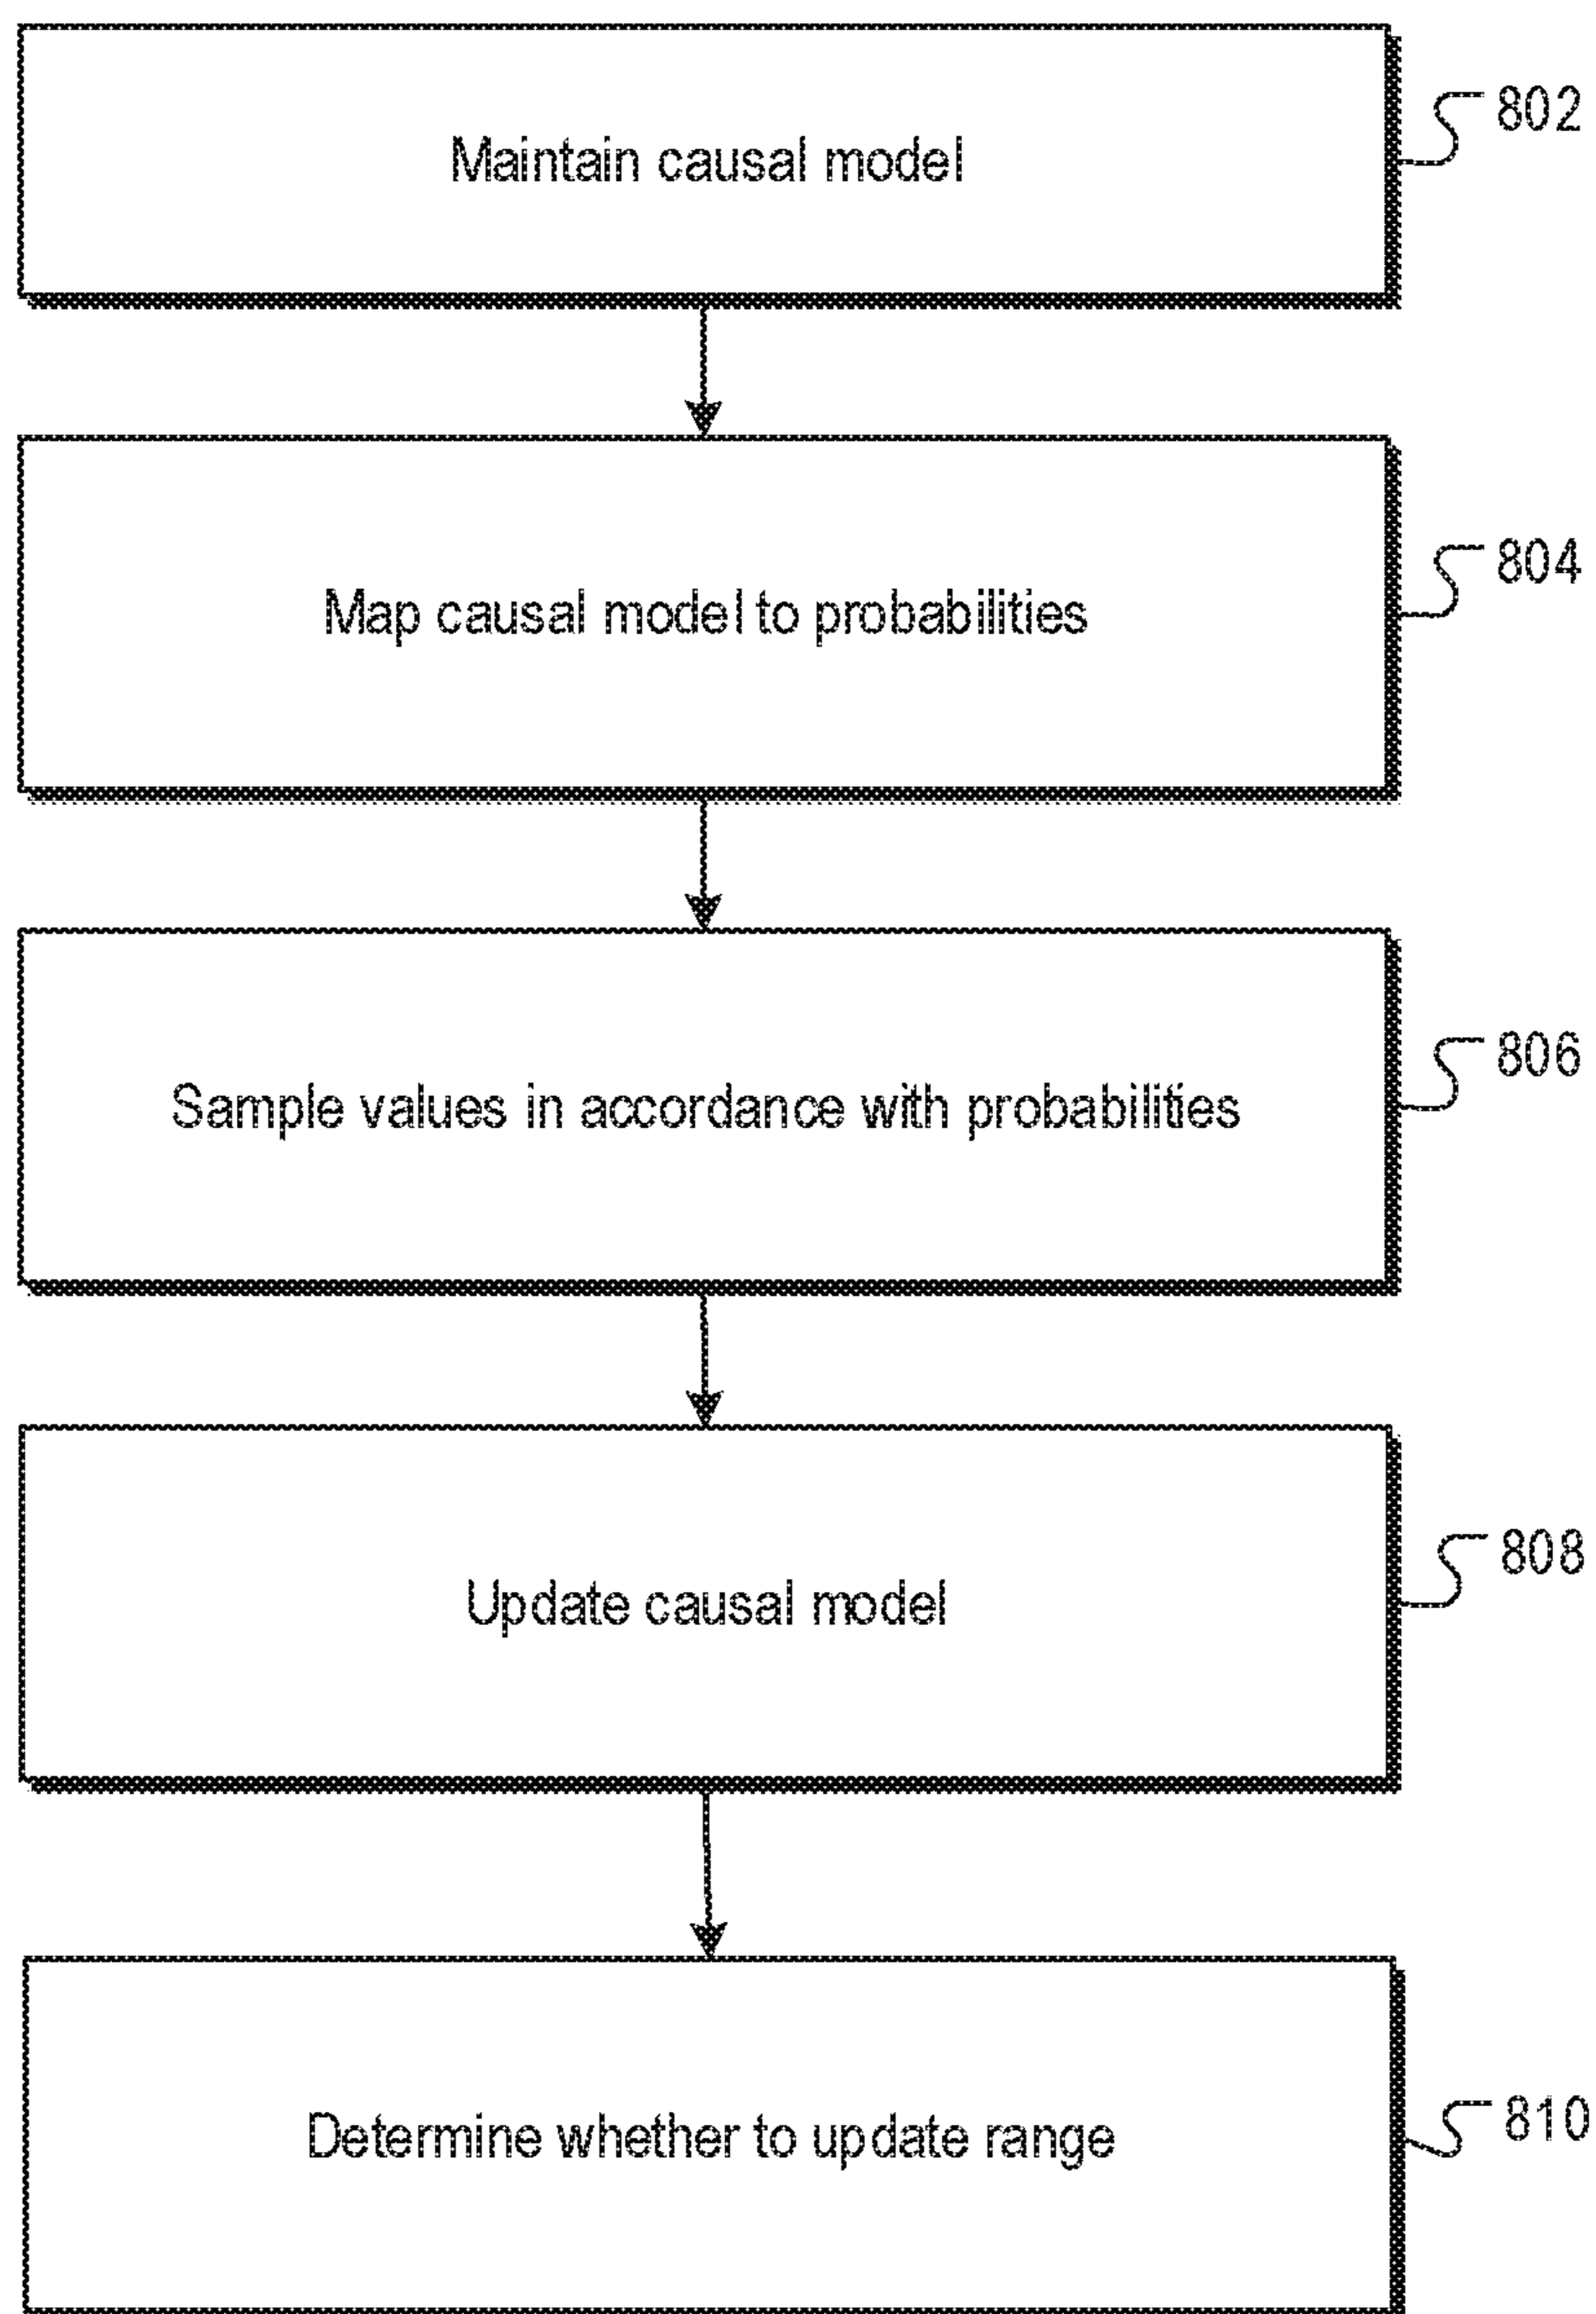 Maintain causal model
802
Map causal model to probabilities
804
Sample values in accordance with probabilities
806
Update causal model
808
Determine whether to update range
810